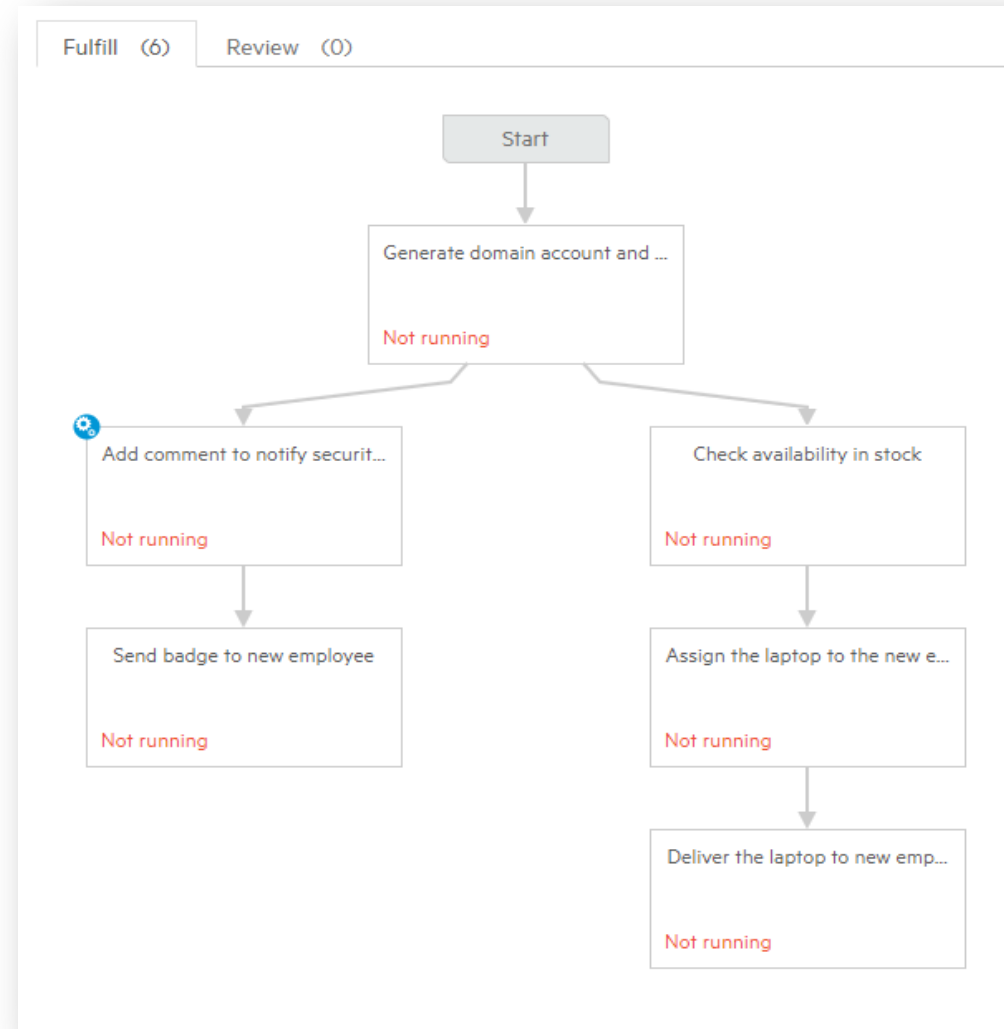 Fulfill (6) Review (0)
Start
Generate domain account and ...
Not running
Add comment to notify securit...
Not running
Check availability in stock
Not running
Send badge to new employee
Not running
Assign the laptop to the new e...
Not running
Deliver the laptop to new emp...
Not running